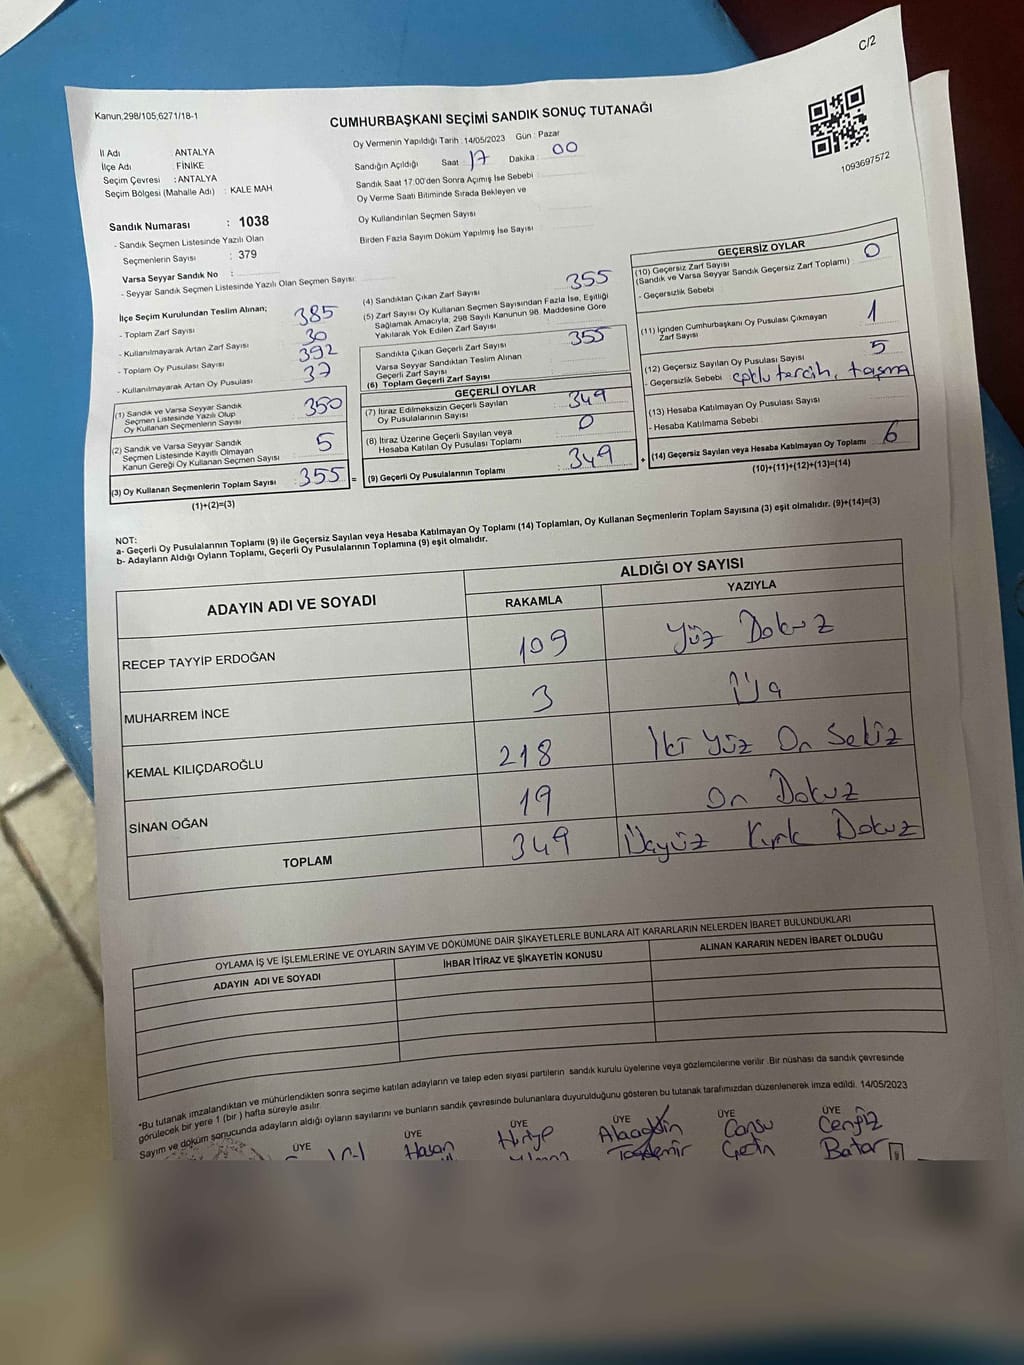 C/2
Kanun,298/105,6271/18-1
CUMHURBAŞKANI SEÇİMİ SANDIK SONUÇ TUTANAĞI
1093697572
İl Adı : ANTALYA
İlçe Adı : FİNİKE
Seçim Çevresi : ANTALYA
Seçim Bölgesi (Mahalle Adı) : KALE MAH
Sandık Numarası : 1038
- Sandık Seçmen Listesinde Yazılı Olan
Seçmenlerin Sayısı : 379
Varsa Seyyar Sandık No :
- Seyyar Sandık Seçmen Listesinde Yazılı Olan Seçmen Sayısı:
Oy Vermenin Yapıldığı Tarih : 14/05/2023 Gün : Pazar
Sandığın Açıldığı Saat : 17 Dakika : 00
Sandık Saat 17:00'den Sonra Açımış İse Sebebi :
Oy Verme Saati Bitiminde Sırada Bekleyen ve
Oy Kullandırılan Seçmen Sayısı
Birden Fazla Sayım Döküm Yapılmış İse Sayısı :
İlçe Seçim Kurulundan Teslim Alınan;
- Toplam Zarf Sayısı : 385
- Kullanılmayarak Artan Zarf Sayısı : 30
- Toplam Oy Pusulası Sayısı : 392
- Kullanılmayarak Artan Oy Pusulası : 37
(1) Sandık ve Varsa Seyyar Sandık
Seçmen Listesinde Yazılı Olup
Oy Kullanan Seçmenlerin Sayısı : 350
(2) Sandık ve Varsa Seyyar Sandık
Seçmen Listesinde Kayıtlı Olmayan
Kanun Gereği Oy Kullanan Seçmen Sayısı : 5
(3) Oy Kullanan Seçmenlerin Toplam Sayısı : 355 =
(1)+(2)=(3)
(4) Sandıktan Çıkan Zarf Sayısı : 355
(5) Zarf Sayısı Oy Kullanan Seçmen Sayısından Fazla İse, Eşitliği
Sağlamak Amacıyla, 298 Sayılı Kanunun 98. Maddesine Göre
Yakılarak Yok Edilen Zarf Sayısı :
Sandıkta Çıkan Geçerli Zarf Sayısı : 355
Varsa Seyyar Sandıktan Teslim Alınan
Geçerli Zarf Sayısı :
(6) Toplam Geçerli Zarf Sayısı :
GEÇERLİ OYLAR
(7) İtiraz Edilmeksizin Geçerli Sayılan
Oy Pusulalarının Sayısı : 349
(8) İtiraz Üzerine Geçerli Sayılan veya
Hesaba Katılan Oy Pusulası Toplamı : 0
(9) Geçerli Oy Pusulalarının Toplamı : 349 +
GEÇERSİZ OYLAR
(10) Geçersiz Zarf Sayısı
(Sandık ve Varsa Seyyar Sandık Geçersiz Zarf Toplamı) : 0
- Geçersizlik Sebebi :
(11) İçinden Cumhurbaşkanı Oy Pusulası Çıkmayan
Zarf Sayısı : 1
(12) Geçersiz Sayılan Oy Pusulası Sayısı : 5
- Geçersizlik Sebebi : tercih, taşma
(13) Hesaba Katılmayan Oy Pusulası Sayısı :
- Hesaba Katılmama Sebebi :
(14) Geçersiz Sayılan veya Hesaba Katılmayan Oy Toplamı : 6
(10)+(11)+(12)+(13)=(14)
NOT:
a- Geçerli Oy Pusulalarının Toplamı (9) ile Geçersiz Sayılan veya Hesaba Katılmayan Oy Toplamı (14) Toplamları, Oy Kullanan Seçmenlerin Toplam Sayısına (3) eşit olmalıdır. (9)+(14)=(3)
b- Adayların Aldığı Oyların Toplamı, Geçerli Oy Pusulalarının Toplamına (9) eşit olmalıdır.
ADAYIN ADI VE SOYADI
ALDIĞI OY SAYISI
RAKAMLA YAZIYLA
RECEP TAYYİP ERDOĞAN 109 Yüz Dokuz
MUHARREM İNCE 3 Üç
KEMAL KILIÇDAROĞLU 218 İki Yüz On Sekiz
SİNAN OĞAN 19 On Dokuz
TOPLAM 349 Üçyüz Kırk Dokuz
OYLAMA İŞ VE İŞLEMLERİNE VE OYLARIN SAYIM VE DÖKÜMÜNE DAİR ŞİKAYETLERLE BUNLARA AİT KARARLARIN NELERDEN İBARET BULUNDUKLARI
ADAYIN ADI VE SOYADI
İHBAR İTİRAZ VE ŞİKAYETİN KONUSU
ALINAN KARARIN NEDEN İBARET OLDUĞU
*Bu tutanak imzalandıktan ve mühürlendikten sonra seçime katılan adayların ve talep eden siyasi partilerin sandık kurulu üyelerine veya gözlemcilerine verilir. Bir nüshası da sandık çevresinde
görülecek bir yere 1 (bir) hafta süreyle asılır.
Sayım ve döküm sonucunda adayların aldığı oyların sayılarını ve bunların sandık çevresinde bulunanlara duyurulduğunu gösteren bu tutanak tarafımızdan düzenlenerek imza edildi. 14/05/2023
ÜYE ÜYE ÜYE ÜYE ÜYE ÜYE
Hasan Hürige Alaaddin Cansu Cengiz
Taşdemir Çetin Batar